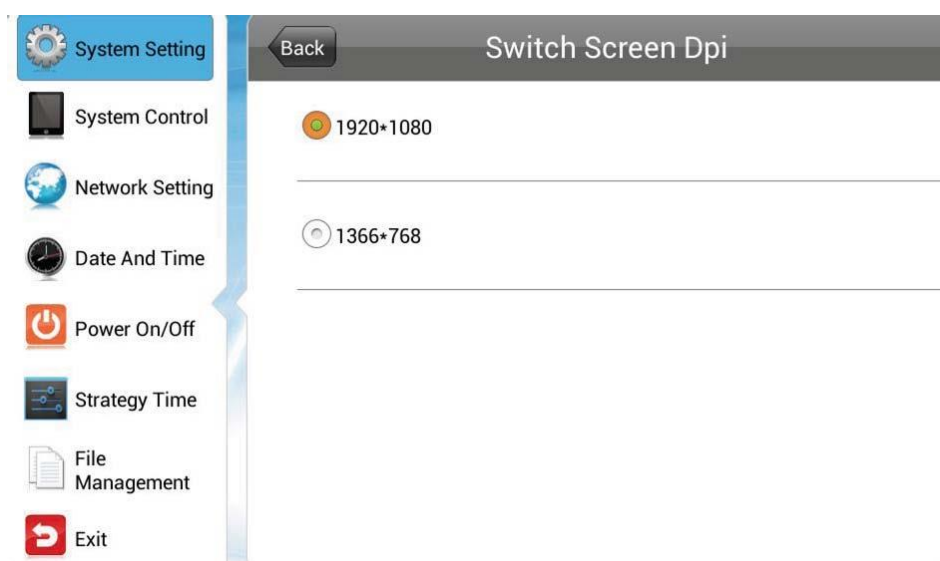 System Setting
System Control
Network Setting
Date And Time
Power On/Off
Strategy Time
File
Management
Exit
Back
Switch Screen Dpi
1920*1080
1366*768